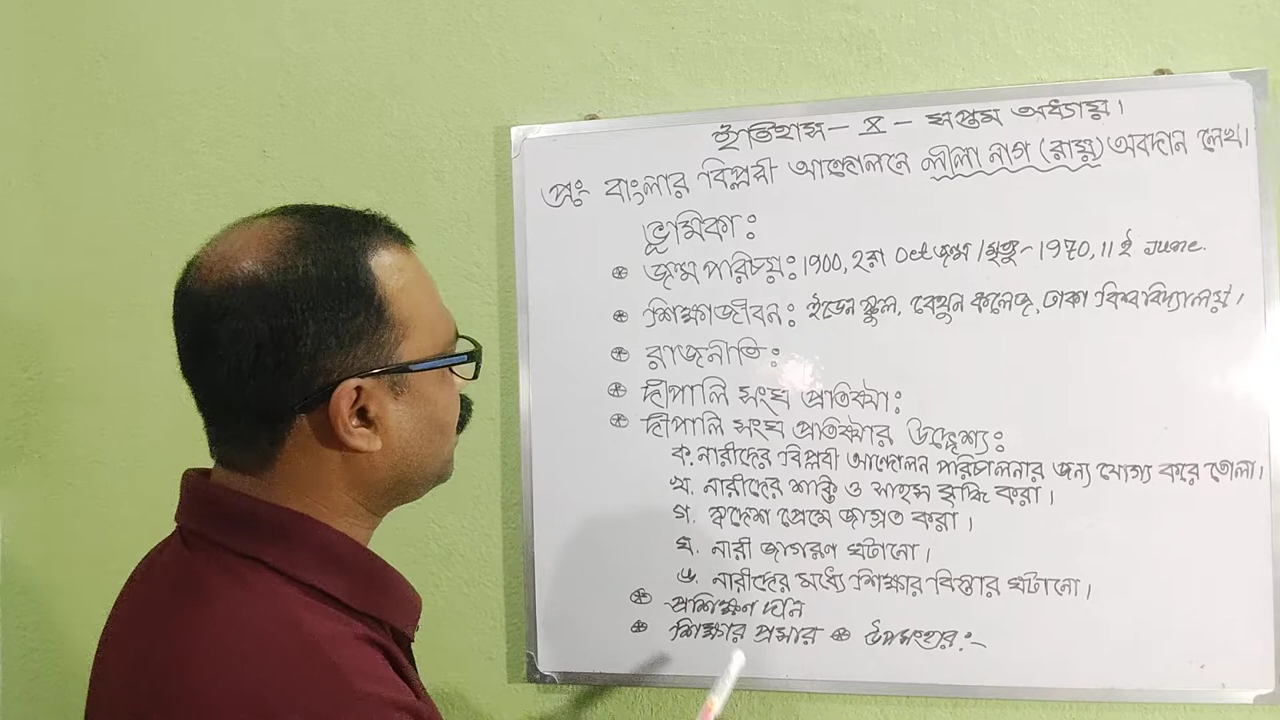 ইতিহাস - X - সপ্তম অধ্যায়।
প্রঃ বাংলার বিপ্লবী আন্দোলনে লীলা নাগ (রায়) অবদান লেখ।
ভূমিকা:
⊛ জন্ম পরিচয়: 1900, ২রা Oct জন্ম / মৃত্যু - 1970, 11 ই June.
⊛ শিক্ষাজীবন: ইডেন স্কুল, বেথুন কলেজ, ঢাকা বিশ্ববিদ্যালয়।
⊛ রাজনীতি:
⊛ দীপালি সংঘ প্রতিষ্ঠা:
⊛ দীপালি সংঘ প্রতিষ্ঠার উদ্দেশ্য:
ক. নারীদের বিপ্লবী আন্দোলন পরিচালনার জন্য যোগ্য করে তোলা।
খ. নারীদের শক্তি ও সাহস বৃদ্ধি করা।
গ. স্বদেশ প্রেমে জাগ্রত করা।
ঘ. নারী জাগরণ ঘটানো।
ঙ. নারীদের মধ্যে শিক্ষার বিস্তার ঘটানো।
⊛ প্রশিক্ষণ দান
⊛ শিক্ষার প্রসার ⊛ উপসংহার:-